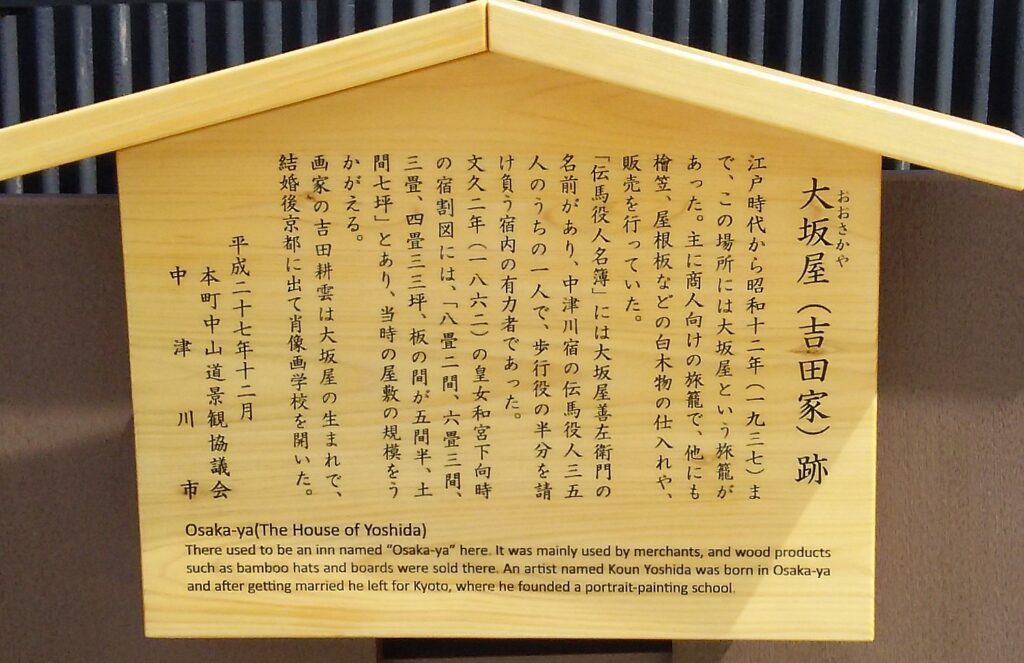 大坂屋（吉田家）跡
おおさかや
江戸時代から昭和十二年（一九三七）ま
で、この場所には大坂屋という旅籠が
あった。主に商人向けの旅籠で、他にも
檜笠、屋根板などの白木物の仕入れや、
販売を行っていた。
「伝馬役人名簿」には大坂屋善左衛門の
名前があり、中津川宿の伝馬役人三五
人のうちの一人で、歩行役の半分を請
け負う宿内の有力者であった。
文久二年（一八六二）の皇女和宮下向時
の宿割図には、「八畳二間、六畳三間、
三畳、四畳三三坪、板の間が五間半、土
間七坪」とあり、当時の屋敷の規模をう
かがえる。
画家の吉田耕雲は大坂屋の生まれで、
結婚後京都に出て肖像画学校を開いた。
平成二十七年十二月
本町中山道景観協議会
中津川市
Osaka-ya(The House of Yoshida)
There used to be an inn named “Osaka-ya” here. It was mainly used by merchants, and wood products
such as bamboo hats and boards were sold there. An artist named Koun Yoshida was born in Osaka-ya
and after getting married he left for Kyoto, where he founded a portrait-painting school.